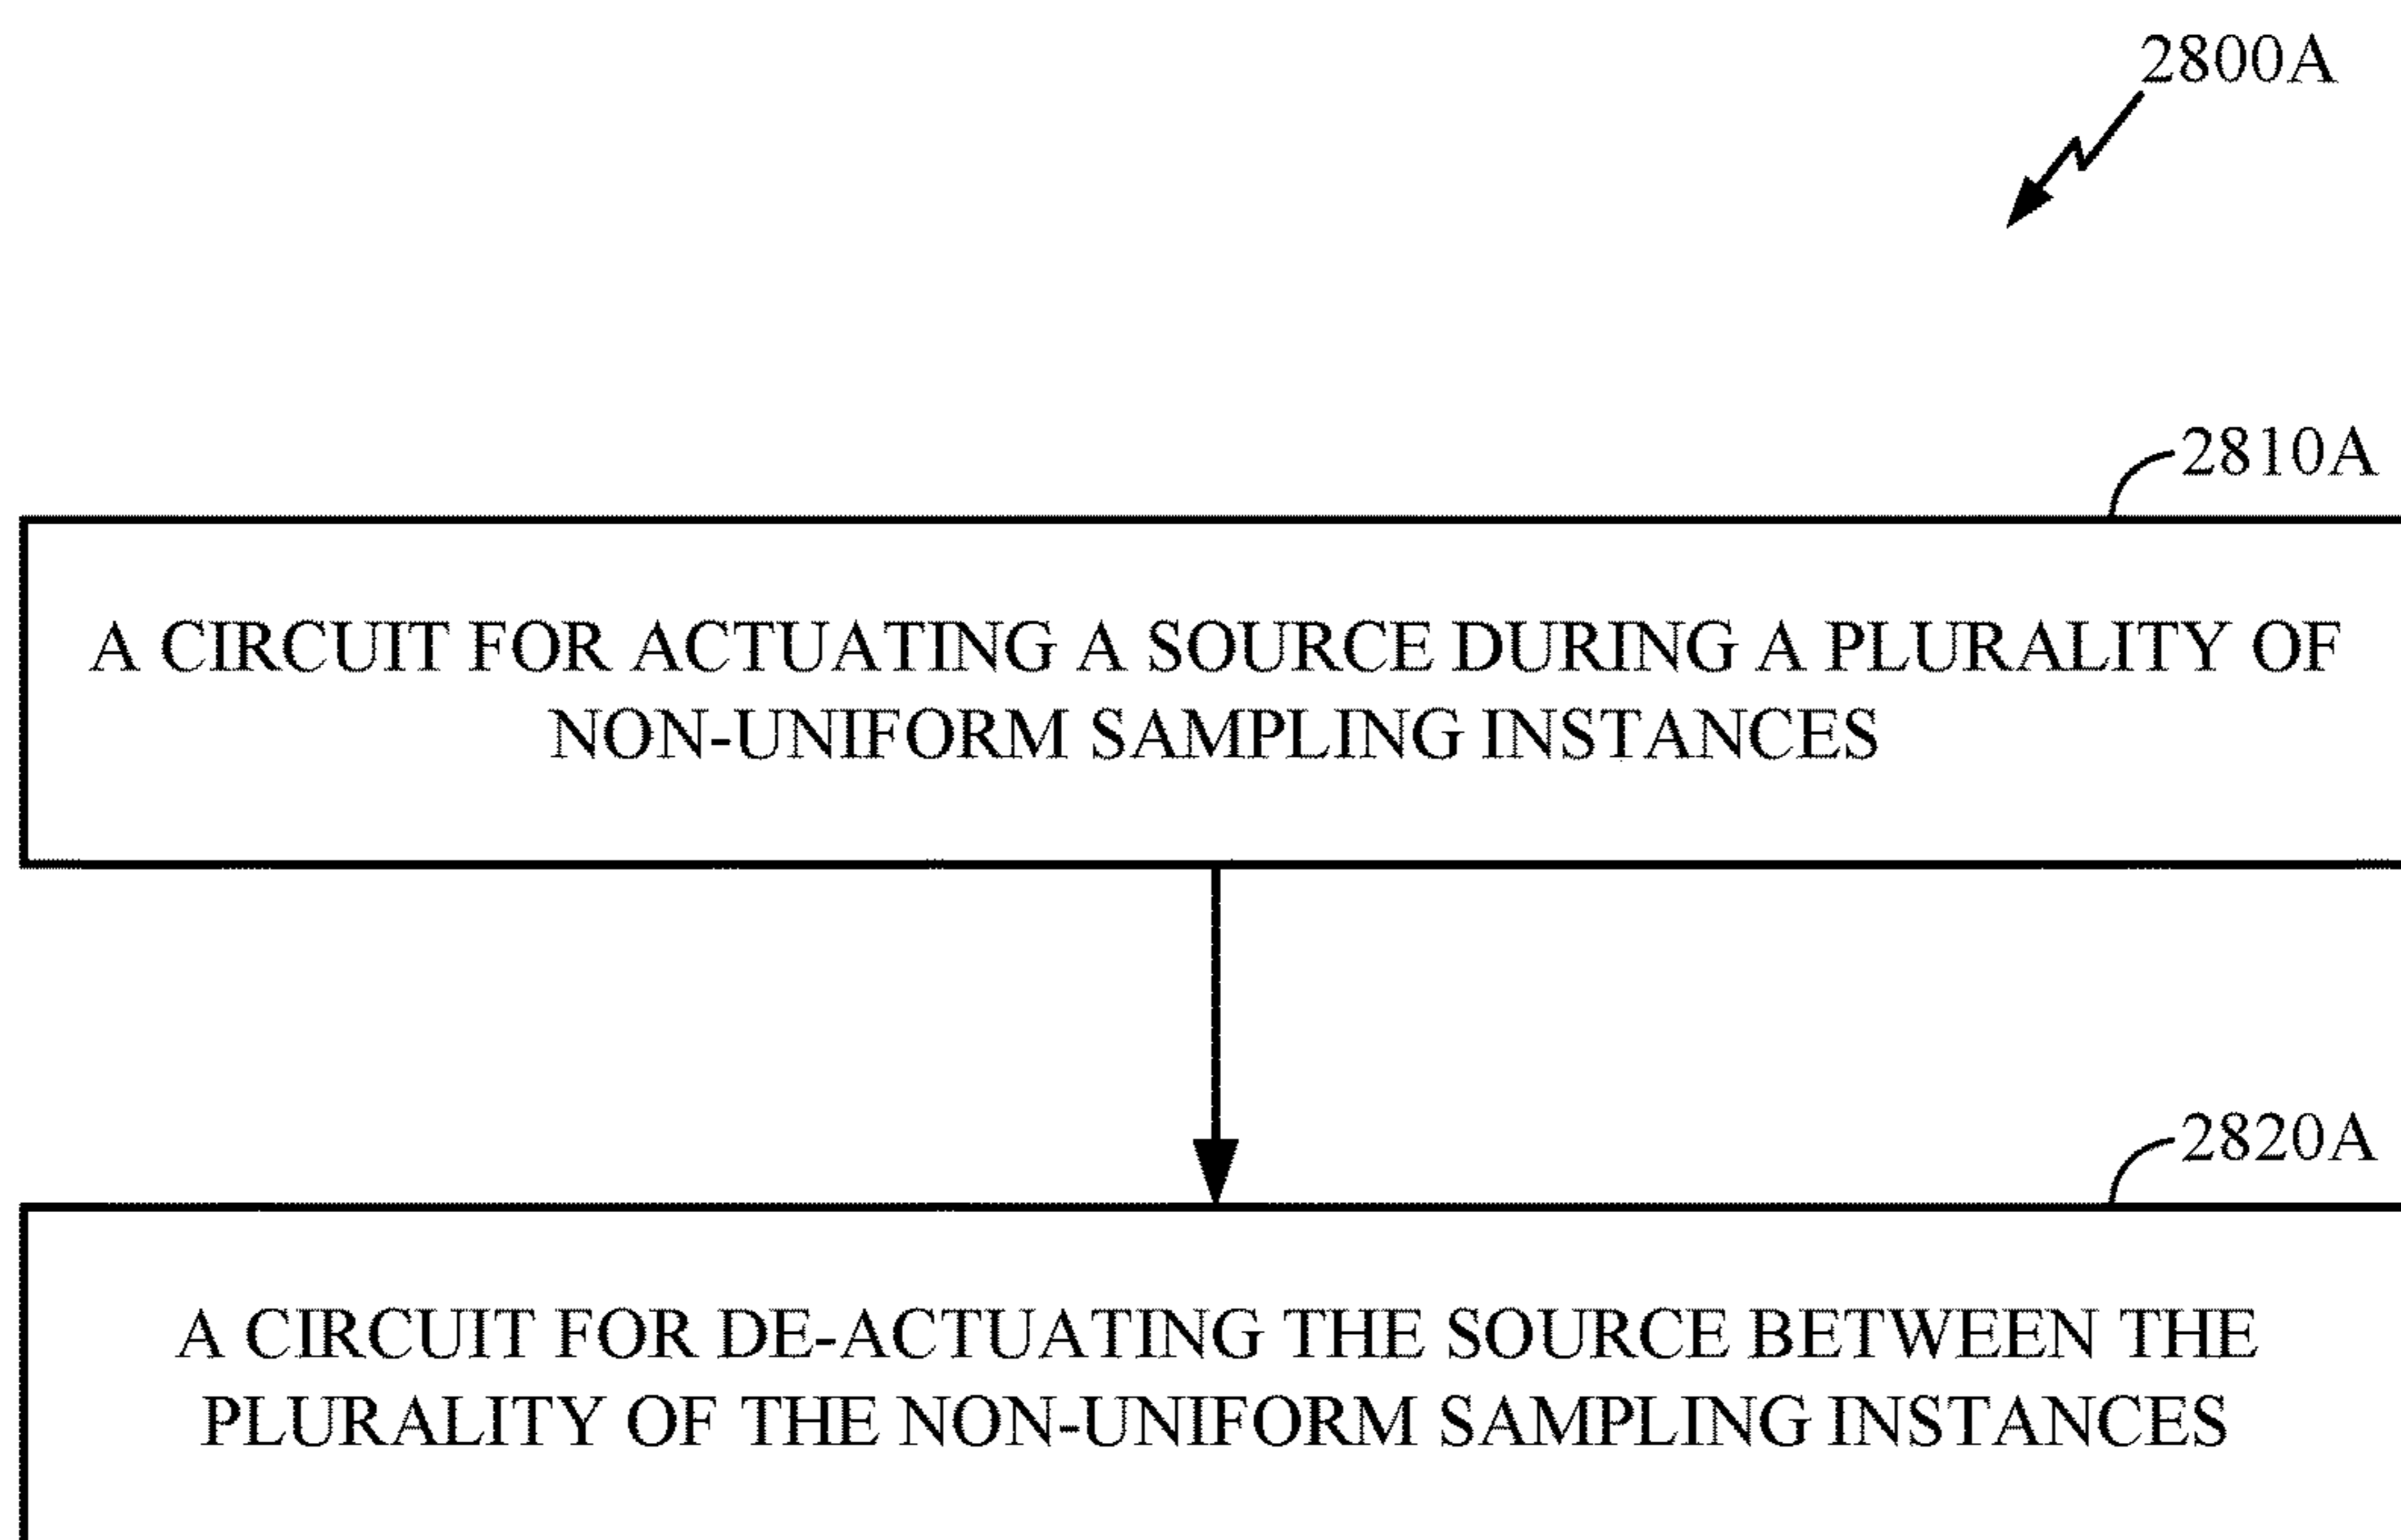 2800A
2810A
A CIRCUIT FOR ACTUATING A SOURCE DURING A PLURALITY OF
NON-UNIFORM SAMPLING INSTANCES
2820A
A CIRCUIT FOR DE-ACTUATING THE SOURCE BETWEEN THE
PLURALITY OF THE NON-UNIFORM SAMPLING INSTANCES